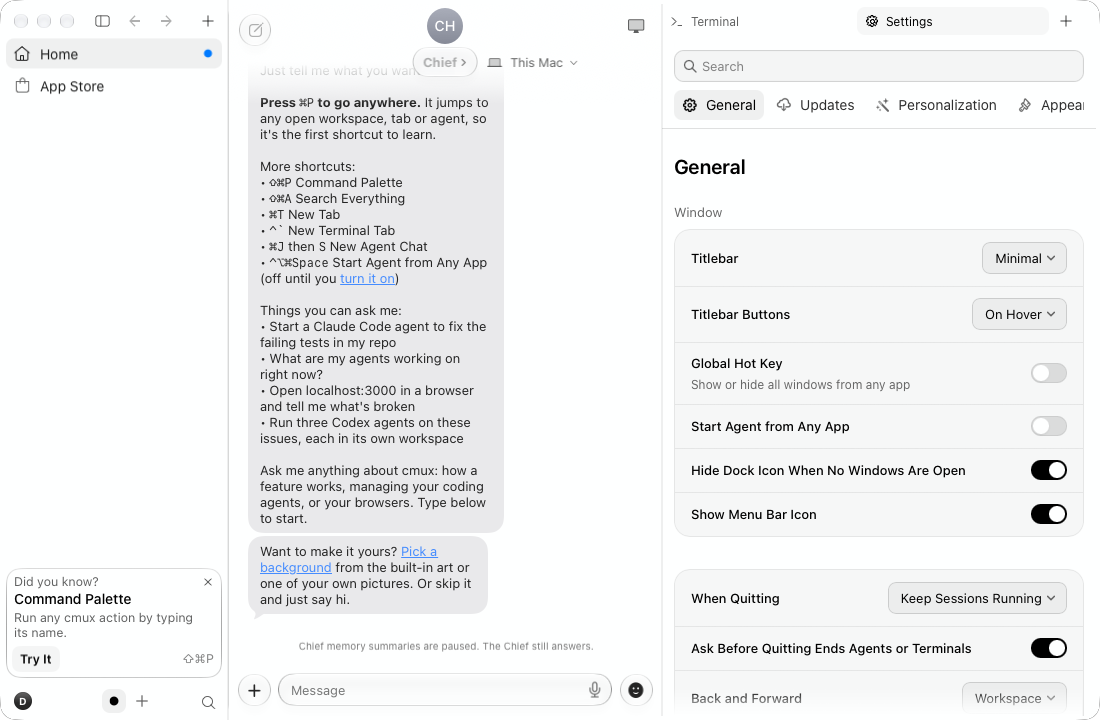 Home
App Store
Did you know?
Command Palette
Run any cmux action by typing
its name.
Try It
⇧⌘P
D
CH
Chief ›
This Mac
Just tell me what you want
Press ⌘P to go anywhere. It jumps to
any open workspace, tab or agent, so
it's the first shortcut to learn.
More shortcuts:
• ⇧⌘P Command Palette
• ⇧⌘A Search Everything
• ⌘T New Tab
• ^` New Terminal Tab
• ⌘J then S New Agent Chat
• ^⌥⌘Space Start Agent from Any App
(off until you turn it on)
Things you can ask me:
• Start a Claude Code agent to fix the
failing tests in my repo
• What are my agents working on
right now?
• Open localhost:3000 in a browser
and tell me what's broken
• Run three Codex agents on these
issues, each in its own workspace
Ask me anything about cmux: how a
feature works, managing your coding
agents, or your browsers. Type below
to start.
Want to make it yours? Pick a
background from the built-in art or
one of your own pictures. Or skip it
and just say hi.
Chief memory summaries are paused. The Chief still answers.
Message
Terminal
Settings
Search
General
Updates
Personalization
Appear
General
Window
Titlebar
Minimal
Titlebar Buttons
On Hover
Global Hot Key
Show or hide all windows from any app
Start Agent from Any App
Hide Dock Icon When No Windows Are Open
Show Menu Bar Icon
When Quitting
Keep Sessions Running
Ask Before Quitting Ends Agents or Terminals
Back and Forward
Workspace